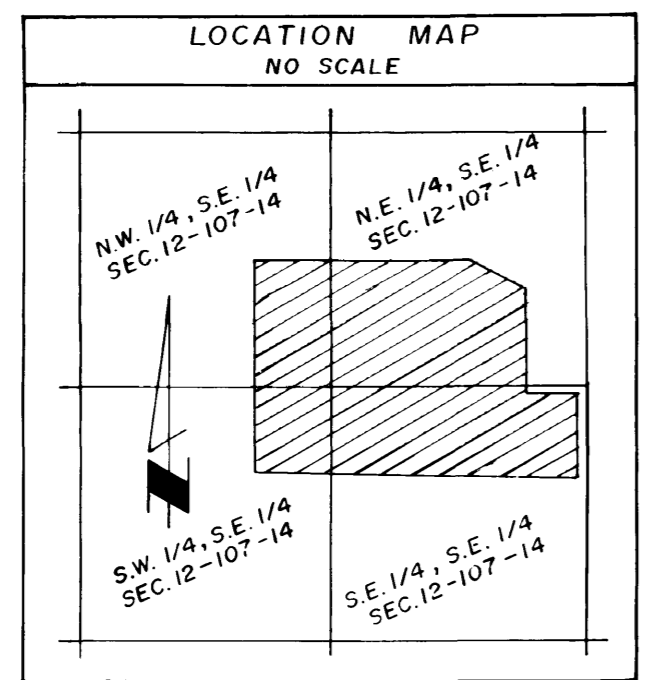 LOCATION MAP
NO SCALE
N.W. 1/4, S.E. 1/4
SEC. 12-107-14
N.E. 1/4, S.E. 1/4
SEC. 12-107-14
S.W. 1/4, S.E. 1/4
SEC. 12-107-14
S.E. 1/4, S.E. 1/4
SEC. 12-107-14